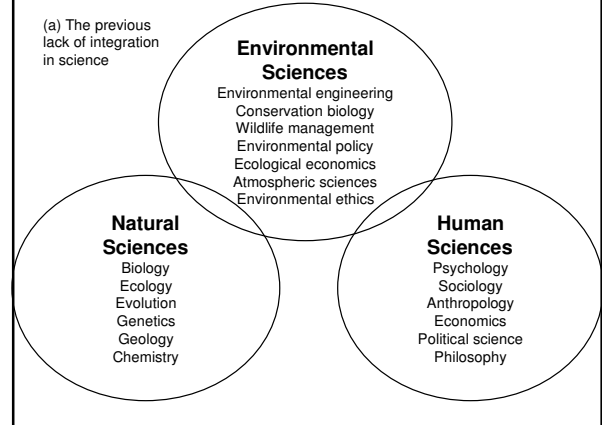 (a) The previous
lack of integration
in science
Environmental
Sciences
Environmental engineering
Conservation biology
Wildlife management
Environmental policy
Ecological economics
Atmospheric sciences
Environmental ethics
Natural
Sciences
Biology
Ecology
Evolution
Genetics
Geology
Chemistry
Human
Sciences
Psychology
Sociology
Anthropology
Economics
Political science
Philosophy